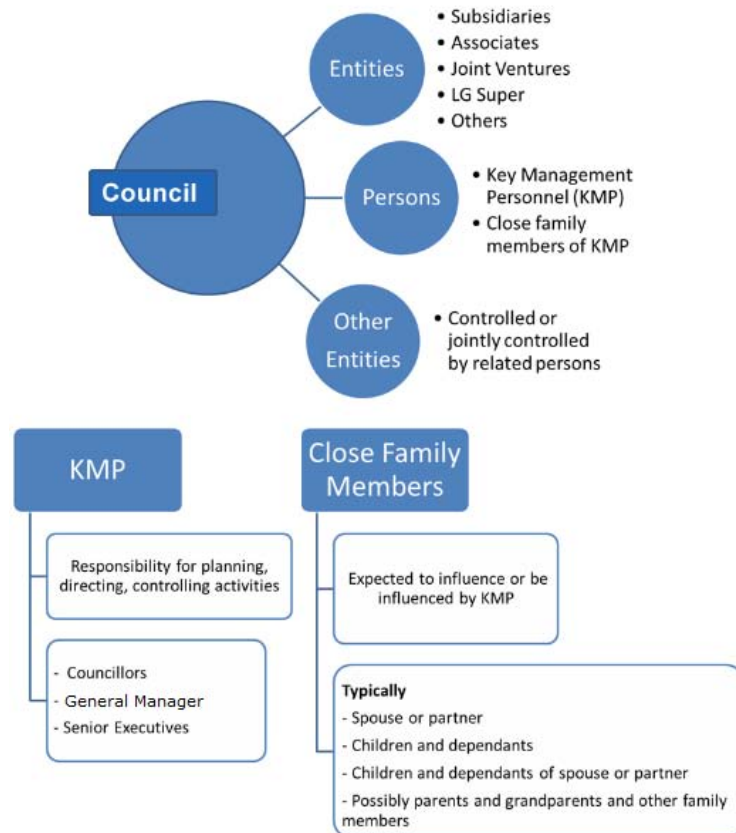 Council
Entities
• Subsidiaries
• Associates
• Joint Ventures
• LG Super
• Others
Persons
• Key Management
Personnel (KMP)
• Close family
members of KMP
Other
Entities
• Controlled or
jointly controlled
by related persons
KMP
Responsibility for planning,
directing, controlling activities
- Councillors
- General Manager
- Senior Executives
Close Family
Members
Expected to influence or be
influenced by KMP
Typically
- Spouse or partner
- Children and dependants
- Children and dependants of spouse or partner
- Possibly parents and grandparents and other family
members